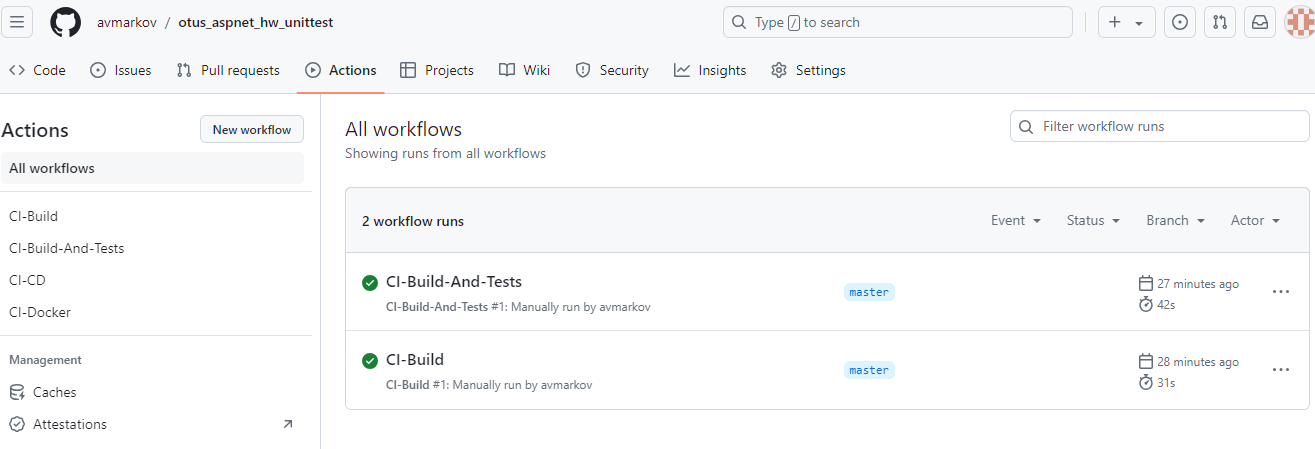 avmarkov / otus_aspnet_hw_unittest
Type / to search
Code Issues Pull requests Actions Projects Wiki Security Insights Settings
Actions
New workflow
All workflows
CI-Build
CI-Build-And-Tests
CI-CD
CI-Docker
Management
Caches
Attestations
All workflows
Showing runs from all workflows
Filter workflow runs
2 workflow runs
Event Status Branch Actor
CI-Build-And-Tests
CI-Build-And-Tests #1: Manually run by avmarkov
master
27 minutes ago
42s
CI-Build
CI-Build #1: Manually run by avmarkov
master
28 minutes ago
31s